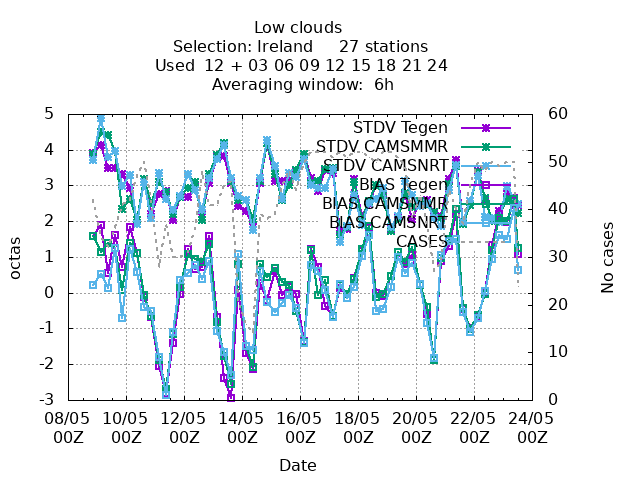 Low clouds
Selection: Ireland 27 stations
Used 12 + 03 06 09 12 15 18 21 24
Averaging window: 6h
5
4
3
2
1
0
-1
-2
-3
octas
60
50
40
30
20
10
0
No cases
STDV Tegen
STDV CAMSMMR
STDV CAMSNRT
BIAS Tegen
BIAS CAMSMMR
BIAS CAMSNRT
CASES
08/05 10/05 12/05 14/05 16/05 18/05 20/05 22/05 24/05
00Z 00Z 00Z 00Z 00Z 00Z 00Z 00Z 00Z
Date